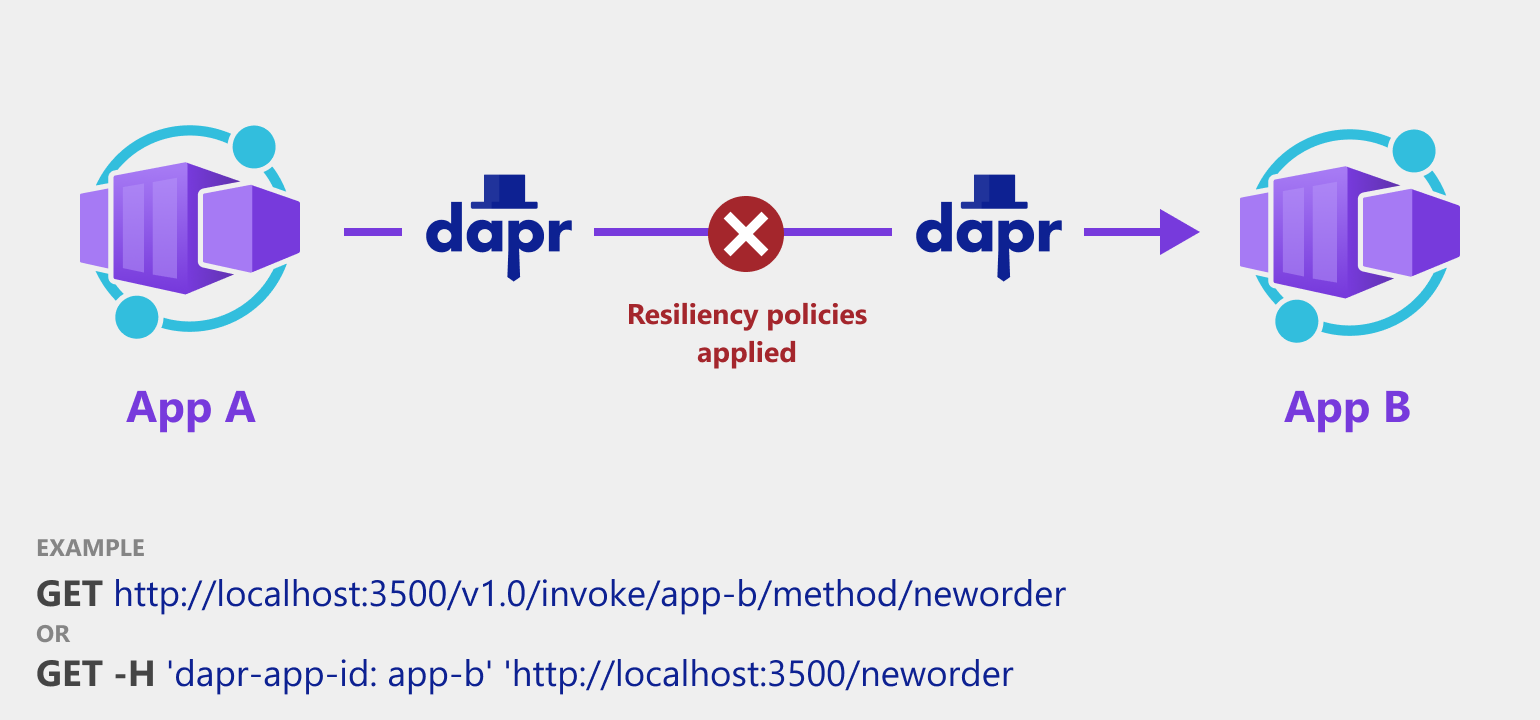 dapr
dapr
Resiliency policies
applied
App A
App B
EXAMPLE
GET http://localhost:3500/v1.0/invoke/app-b/method/neworder
OR
GET -H 'dapr-app-id: app-b' 'http://localhost:3500/neworder